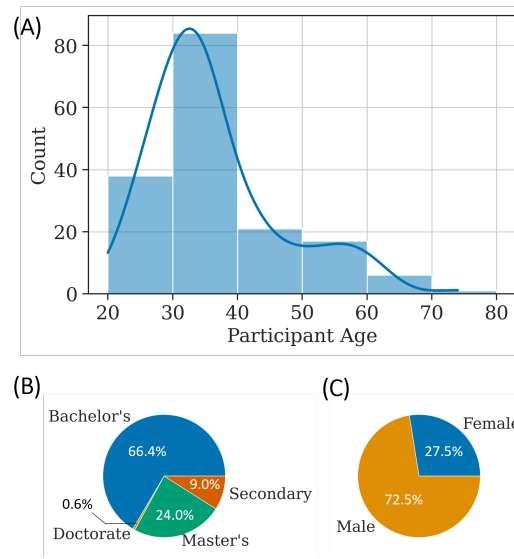 (A)
80
60
40
20
0
Count
20 30 40 50 60 70 80
Participant Age
(B)
(C)
Bachelor's
66.4%
0.6%
Doctorate
24.0%
Master's
9.0%
Secondary
Female
27.5%
72.5%
Male